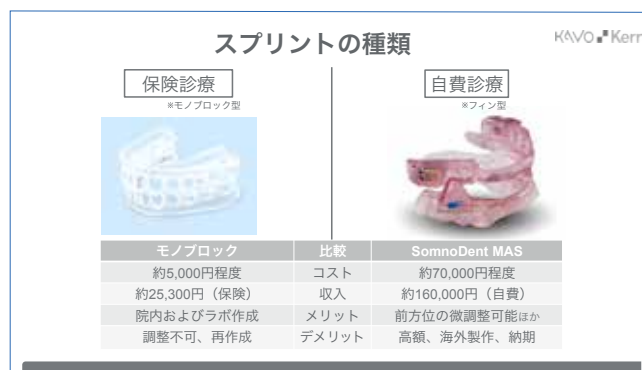 スプリントの種類
KAVO Kerr
保険診療
※モノブロック型
自費診療
※フィン型
モノブロック 比較 SomnoDent MAS
約5,000円程度 コスト 約70,000円程度
約25,300円（保険） 収入 約160,000円（自費）
院内およびラボ作成 メリット 前方位の微調整可能ほか
調整不可、再作成 デメリット 高額、海外製作、納期